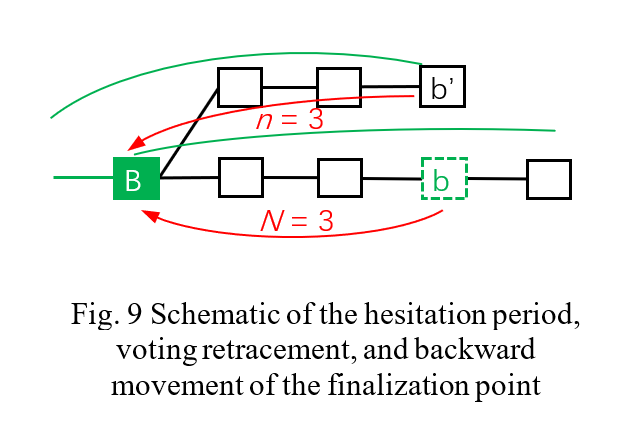 b’
n = 3
B
b
N = 3
Fig. 9 Schematic of the hesitation period,
voting retracement, and backward
movement of the finalization point